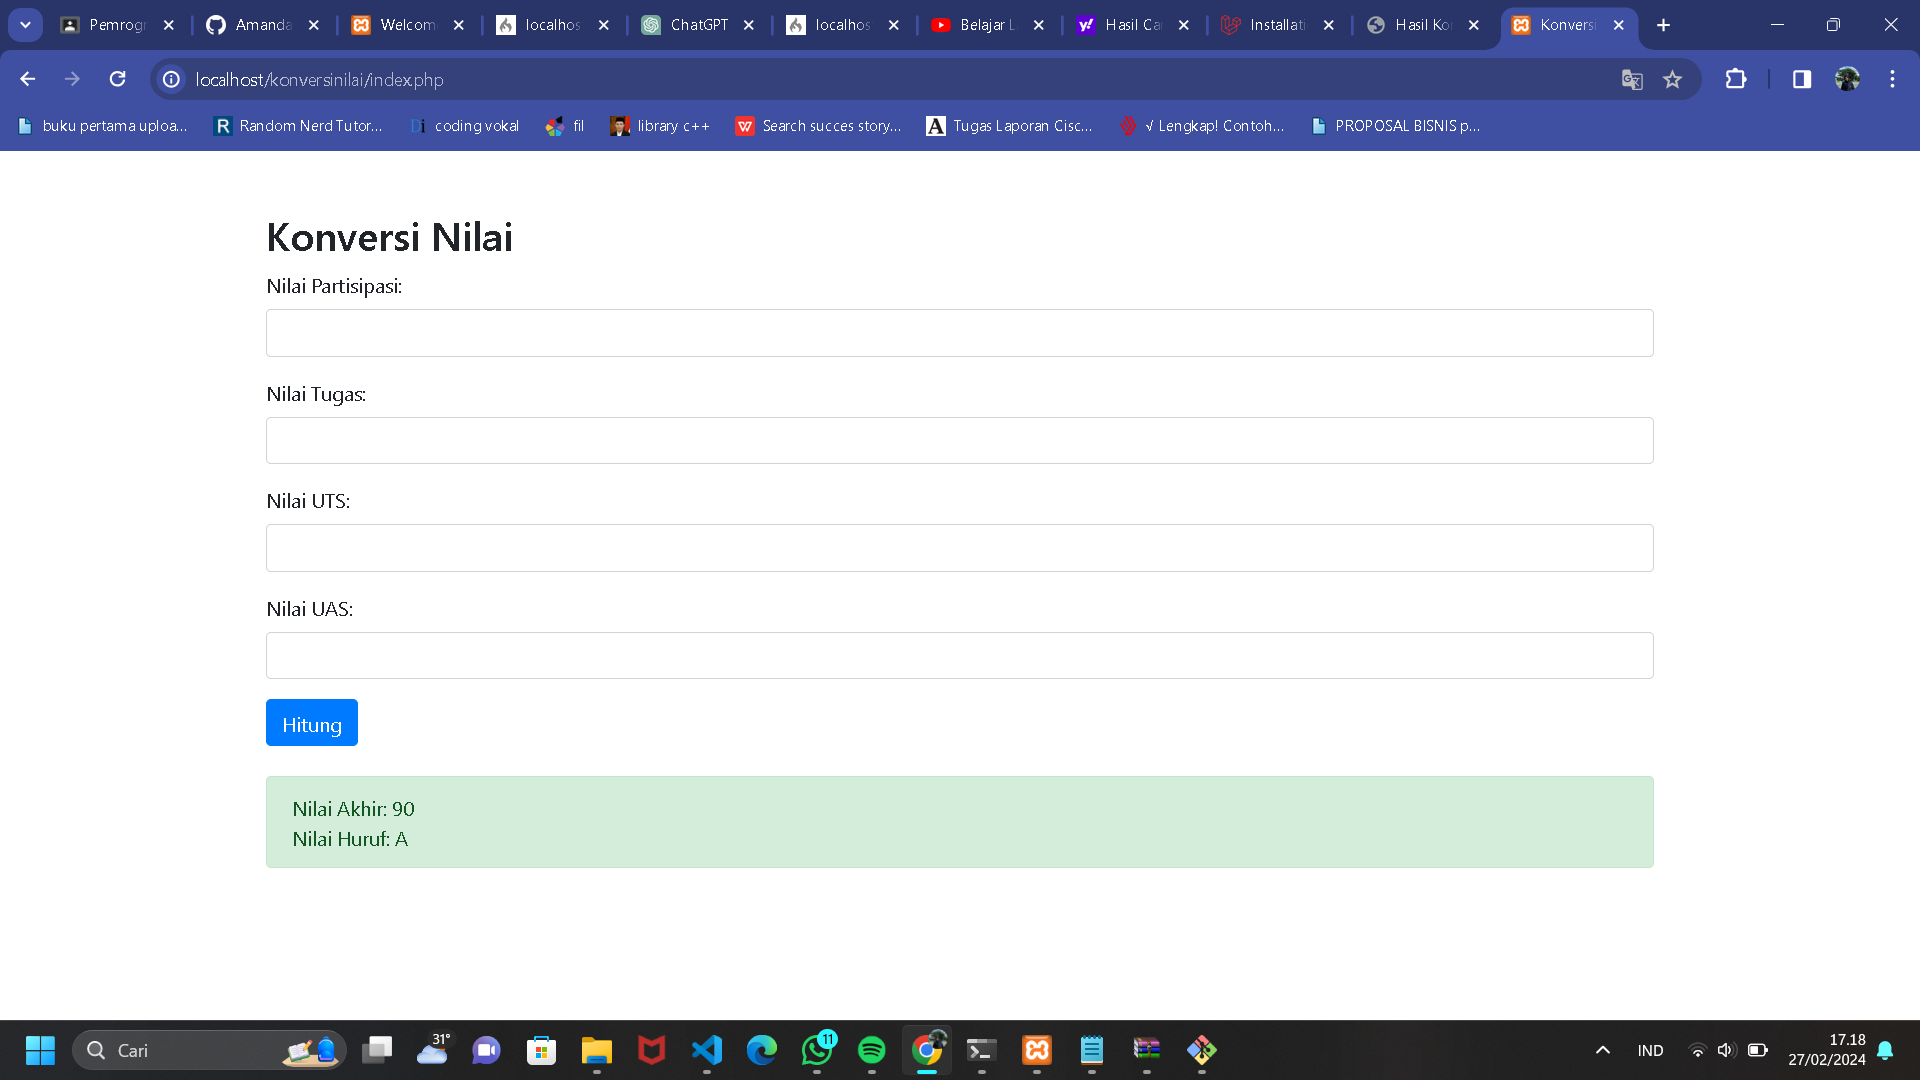 Pemrogr
Amanda
Welcom
localhos
ChatGPT
localhos
Belajar L
Hasil Ca
Installati
Hasil Ko
Konversi
localhost/konversinilai/index.php
buku pertama uploa...
Random Nerd Tutor...
coding vokal
fil
library c++
Search succes story...
Tugas Laporan Cisc...
√ Lengkap! Contoh...
PROPOSAL BISNIS p...
Konversi Nilai
Nilai Partisipasi:
Nilai Tugas:
Nilai UTS:
Nilai UAS:
Hitung
Nilai Akhir: 90
Nilai Huruf: A
Cari
31°
11
IND
17.18
27/02/2024